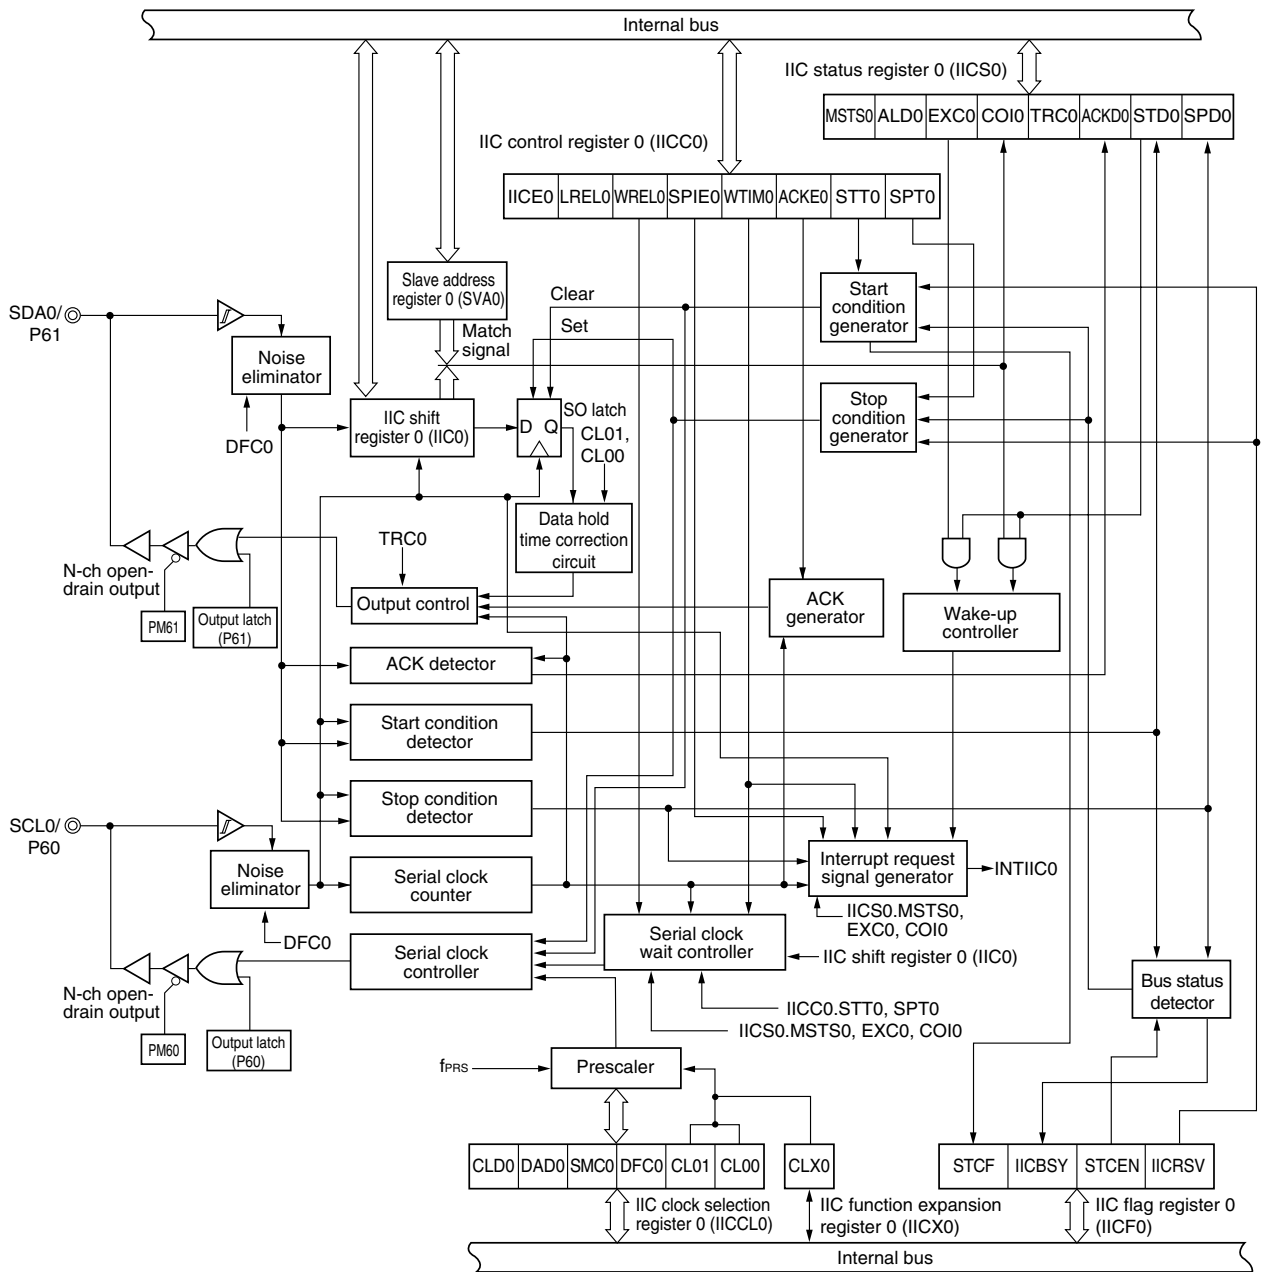 Internal bus
IIC status register 0 (IICS0)
MSTS0 ALD0 EXC0 COI0 TRC0 ACKD0 STD0 SPD0
IIC control register 0 (IICC0)
IICE0 LREL0 WREL0 SPIE0 WTIM0 ACKE0 STT0 SPT0
Slave address
register 0 (SVA0)
Clear
Set
Match
signal
Start
condition
generator
SDA0/
P61
Noise
eliminator
DFC0
IIC shift
register 0 (IIC0)
D Q
SO latch
CL01,
CL00
Stop
condition
generator
Data hold
time correction
circuit
TRC0
N-ch open-
drain output
PM61
Output latch
(P61)
Output control
ACK
generator
Wake-up
controller
ACK detector
Start condition
detector
Stop condition
detector
SCL0/
P60
Noise
eliminator
DFC0
Serial clock
counter
Interrupt request
signal generator
INTIIC0
IICS0.MSTS0,
EXC0, COI0
Serial clock
controller
Serial clock
wait controller
IIC shift register 0 (IIC0)
Bus status
detector
N-ch open-
drain output
PM60
Output latch
(P60)
IICC0.STT0, SPT0
IICS0.MSTS0, EXC0, COI0
fPRS
Prescaler
CLD0 DAD0 SMC0 DFC0 CL01 CL00
CLX0
STCF IICBSY STCEN IICRSV
IIC clock selection
register 0 (IICCL0)
IIC function expansion
register 0 (IICX0)
IIC flag register 0
(IICF0)
Internal bus